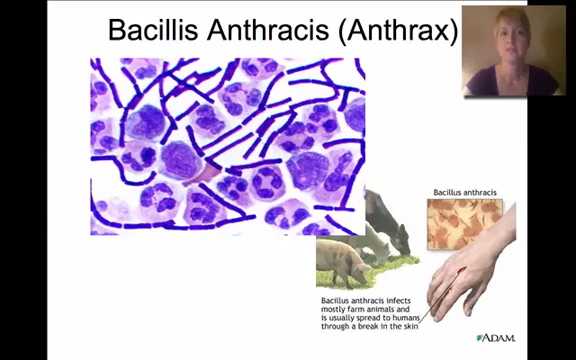 Bacillis Anthracis (Anthrax)
Bacillus anthracis
Bacillus anthracis infects
mostly farm animals and
is usually spread to humans
through a break in the skin
ADAM.